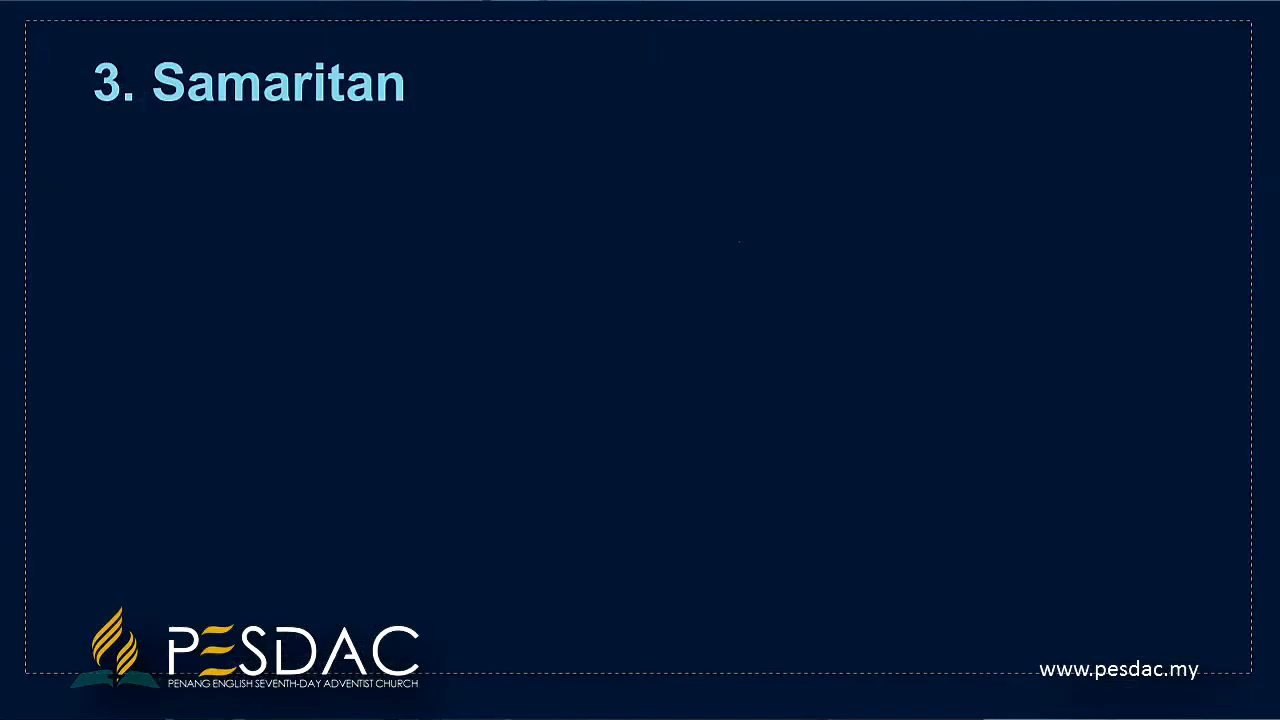 3. Samaritan
PESDAC
PENANG ENGLISH SEVENTH-DAY ADVENTIST CHURCH
www.pesdac.my